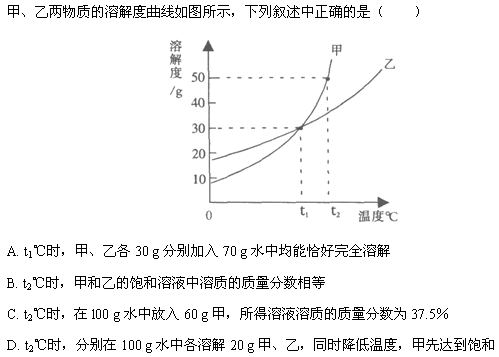 甲、乙两物质的溶解度曲线如图所示，下列叙述中正确的是（　　）
溶解度/g
甲
乙
50
40
30
20
10
0
t₁
t₂
温度℃
A. t₁℃时，甲、乙各 30 g 分别加入 70 g 水中均能恰好完全溶解
B. t₂℃时，甲和乙的饱和溶液中溶质的质量分数相等
C. t₂℃时，在 100 g 水中放入 60 g 甲，所得溶液溶质的质量分数为 37.5%
D. t₂℃时，分别在 100 g 水中各溶解 20 g 甲、乙，同时降低温度，甲先达到饱和